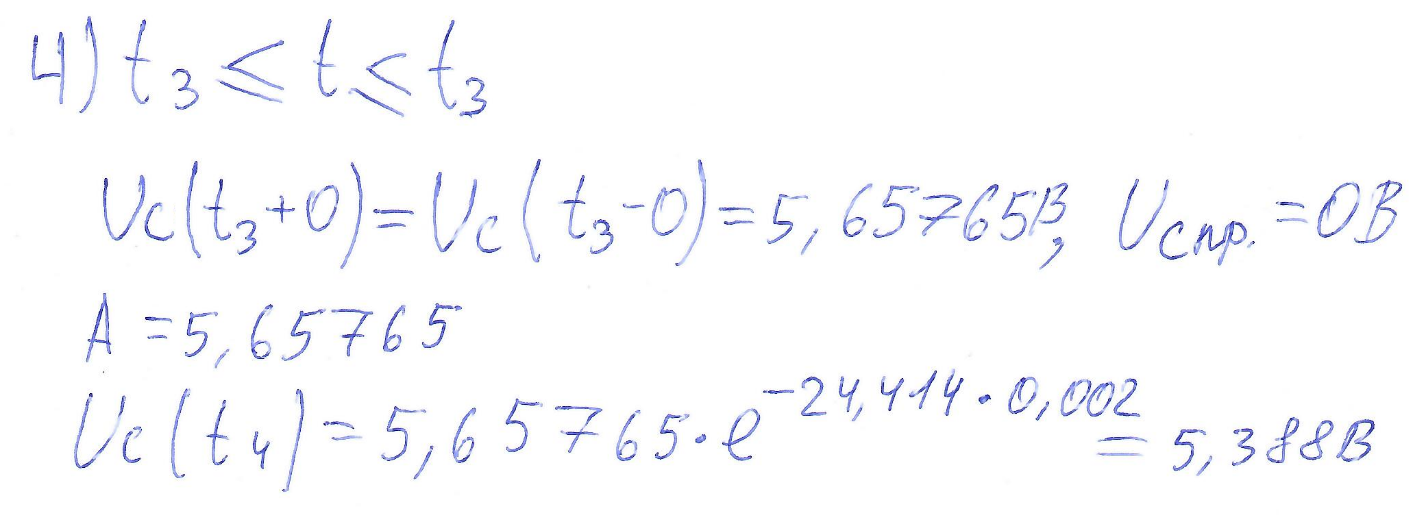 4) t₃ ≤ t ≤ t₃
Uc(t₃+0)=Uc(t₃-0)=5,65765В, Uспр.=0В
A =5,65765
Uc(t₄)=5,65765·e^(-24,414·0,002)=5,388В